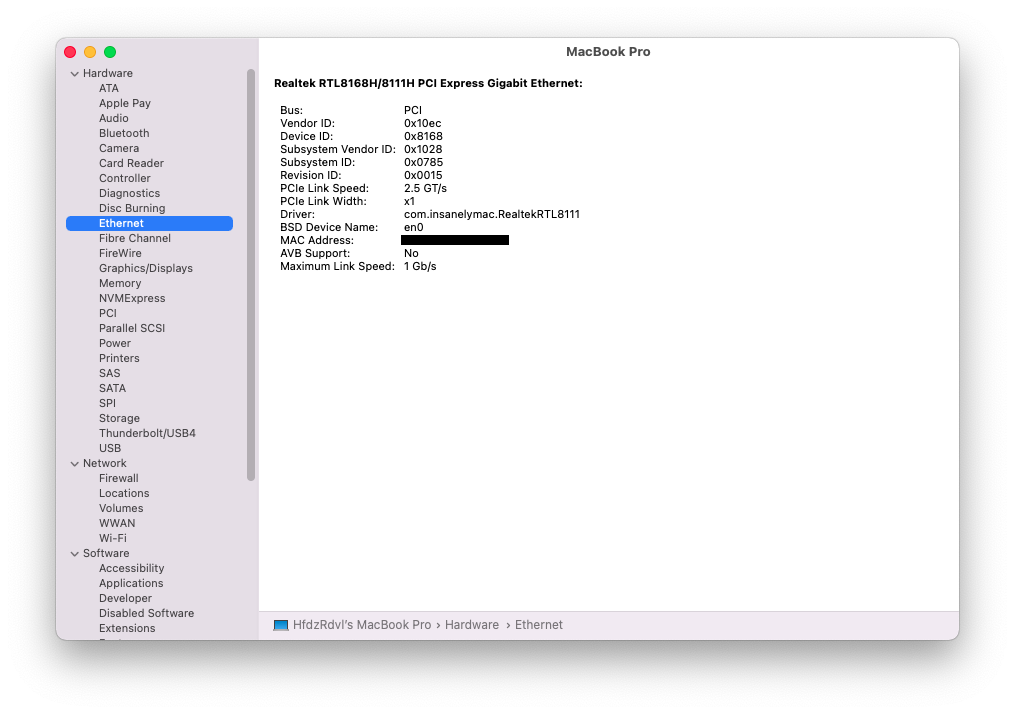 MacBook Pro
Hardware
ATA
Apple Pay
Audio
Bluetooth
Camera
Card Reader
Controller
Diagnostics
Disc Burning
Ethernet
Fibre Channel
FireWire
Graphics/Displays
Memory
NVMExpress
PCI
Parallel SCSI
Power
Printers
SAS
SATA
SPI
Storage
Thunderbolt/USB4
USB
Network
Firewall
Locations
Volumes
WWAN
Wi-Fi
Software
Accessibility
Applications
Developer
Disabled Software
Extensions
Realtek RTL8168H/8111H PCI Express Gigabit Ethernet:
Bus: PCI
Vendor ID: 0x10ec
Device ID: 0x8168
Subsystem Vendor ID: 0x1028
Subsystem ID: 0x0785
Revision ID: 0x0015
PCIe Link Speed: 2.5 GT/s
PCIe Link Width: x1
Driver: com.insanelymac.RealtekRTL8111
BSD Device Name: en0
MAC Address:
AVB Support: No
Maximum Link Speed: 1 Gb/s
HfdzRdvl’s MacBook Pro › Hardware › Ethernet